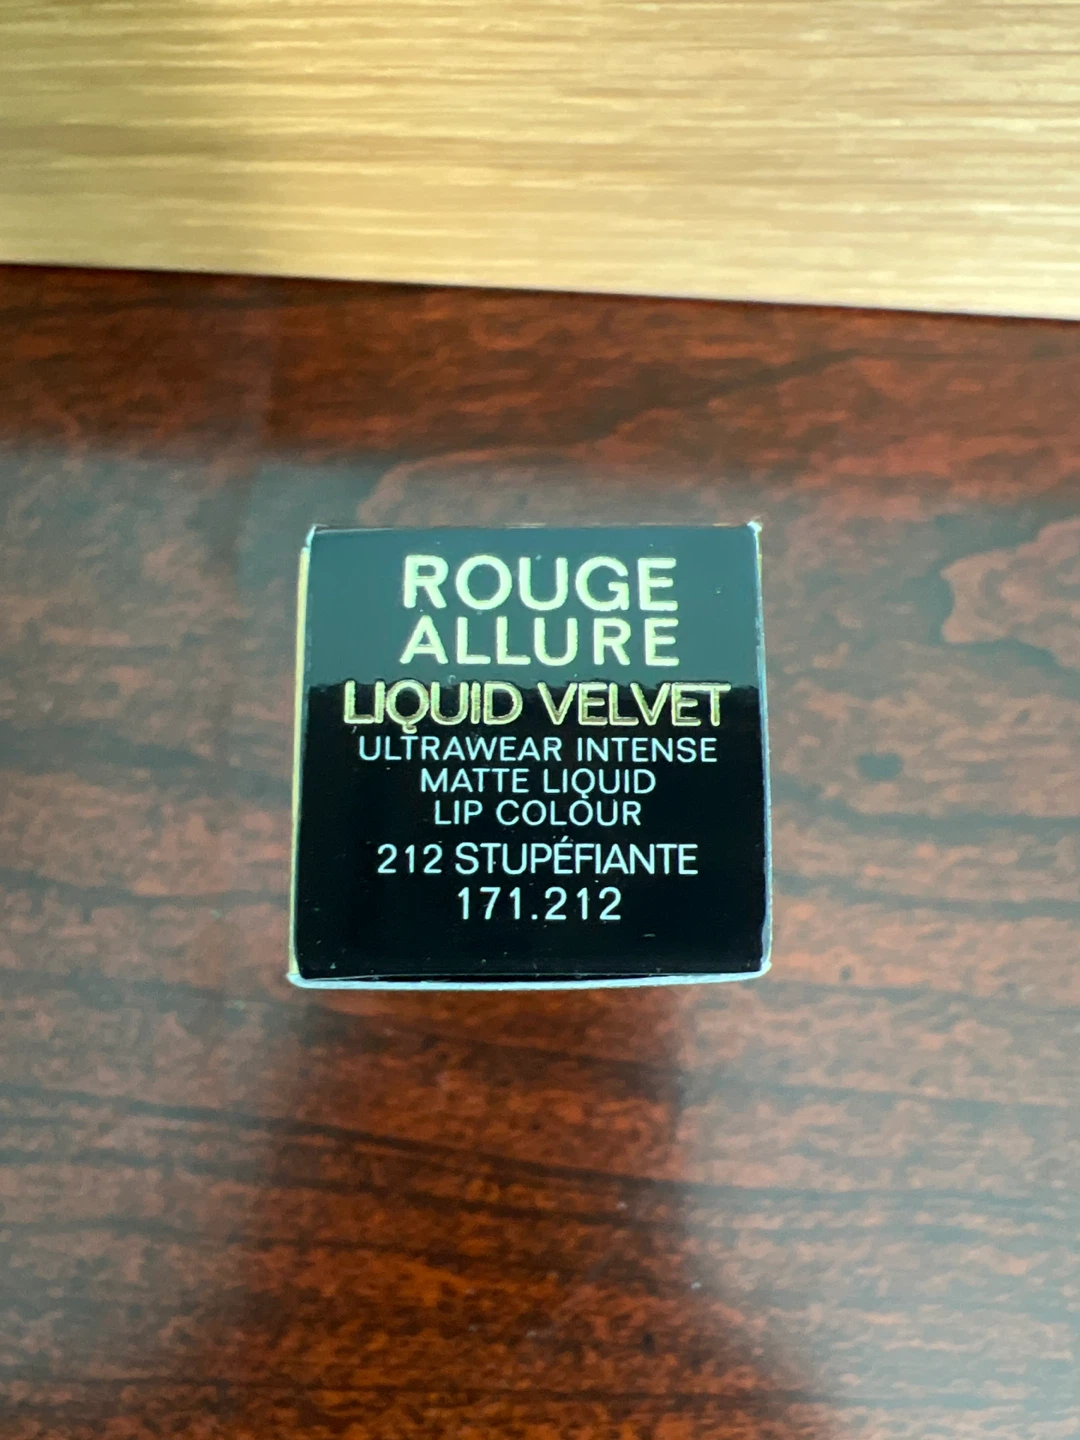 ROUGE
ALLURE
LIQUID VELVET
ULTRAWEAR INTENSE
MATTE LIQUID
LIP COLOUR
212 STUPÉFIANTE
171.212